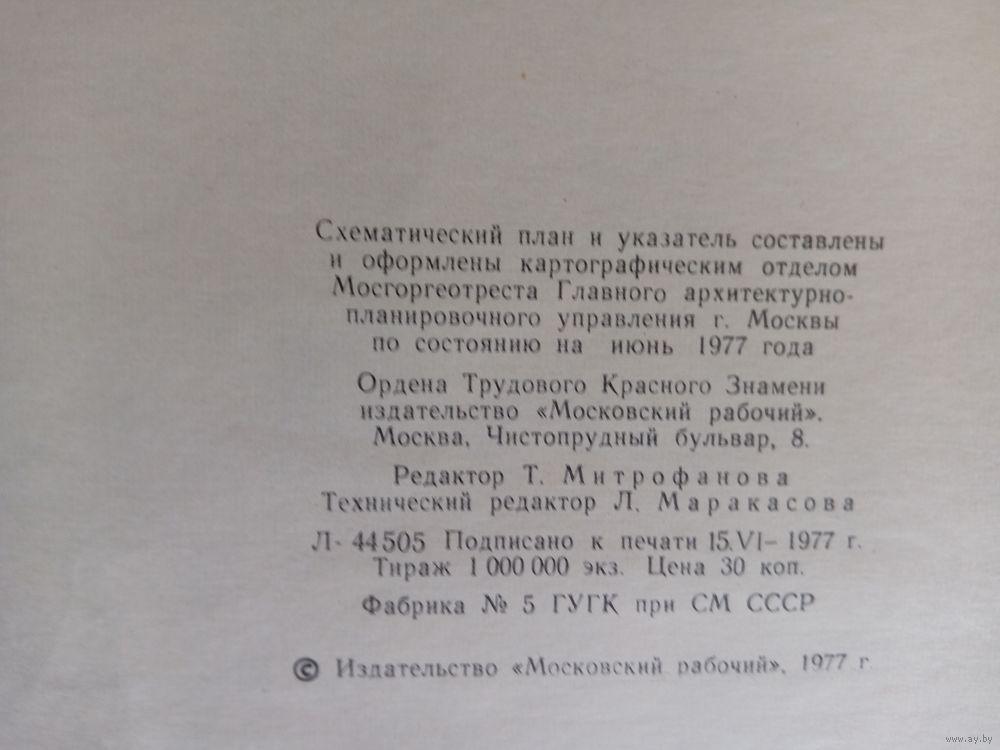 Схематический план и указатель составлены
и оформлены картографическим отделом
Мосгоргеотреста Главного архитектурно-
планировочного управления г. Москвы
по состоянию на июнь 1977 года
Ордена Трудового Красного Знамени
издательство «Московский рабочий».
Москва, Чистопрудный бульвар, 8.
Редактор Т. Митрофанова
Технический редактор Л. Маракасова
Л- 44505 Подписано к печати 15.VI– 1977 г.
Тираж 1 000 000 экз. Цена 30 коп.
Фабрика № 5 ГУГК при СМ СССР
© Издательство «Московский рабочий», 1977 г
www.ay.by